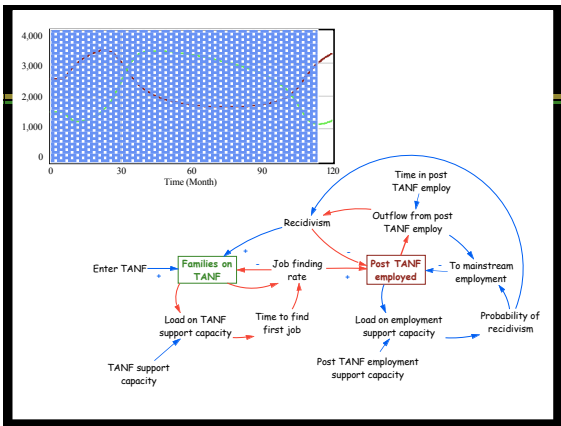 4,000
3,000
2,000
1,000
0
0
30
60
90
120
Time (Month)
Time in post
TANF employ
Recidivism
Outflow from post
TANF employ
+
-
-
-
Enter TANF
+
Families on
TANF
Job finding
rate
+
Post TANF
employed
To mainstream
employment
Load on TANF
support capacity
Time to find
first job
Load on employment
support capacity
Probability of
recidivism
TANF support
capacity
Post TANF employment
support capacity